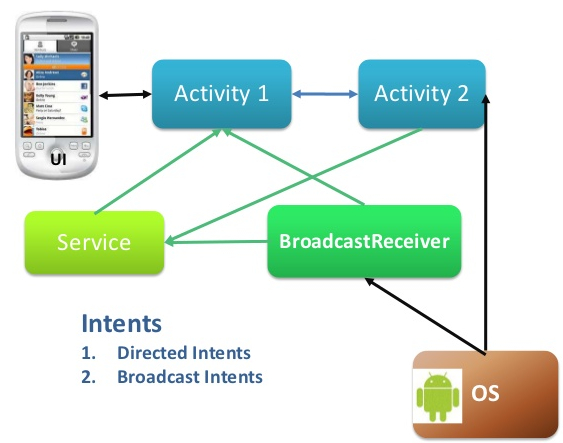 UI
Activity 1
Activity 2
Service
BroadcastReceiver
Intents
1. Directed Intents
2. Broadcast Intents
OS